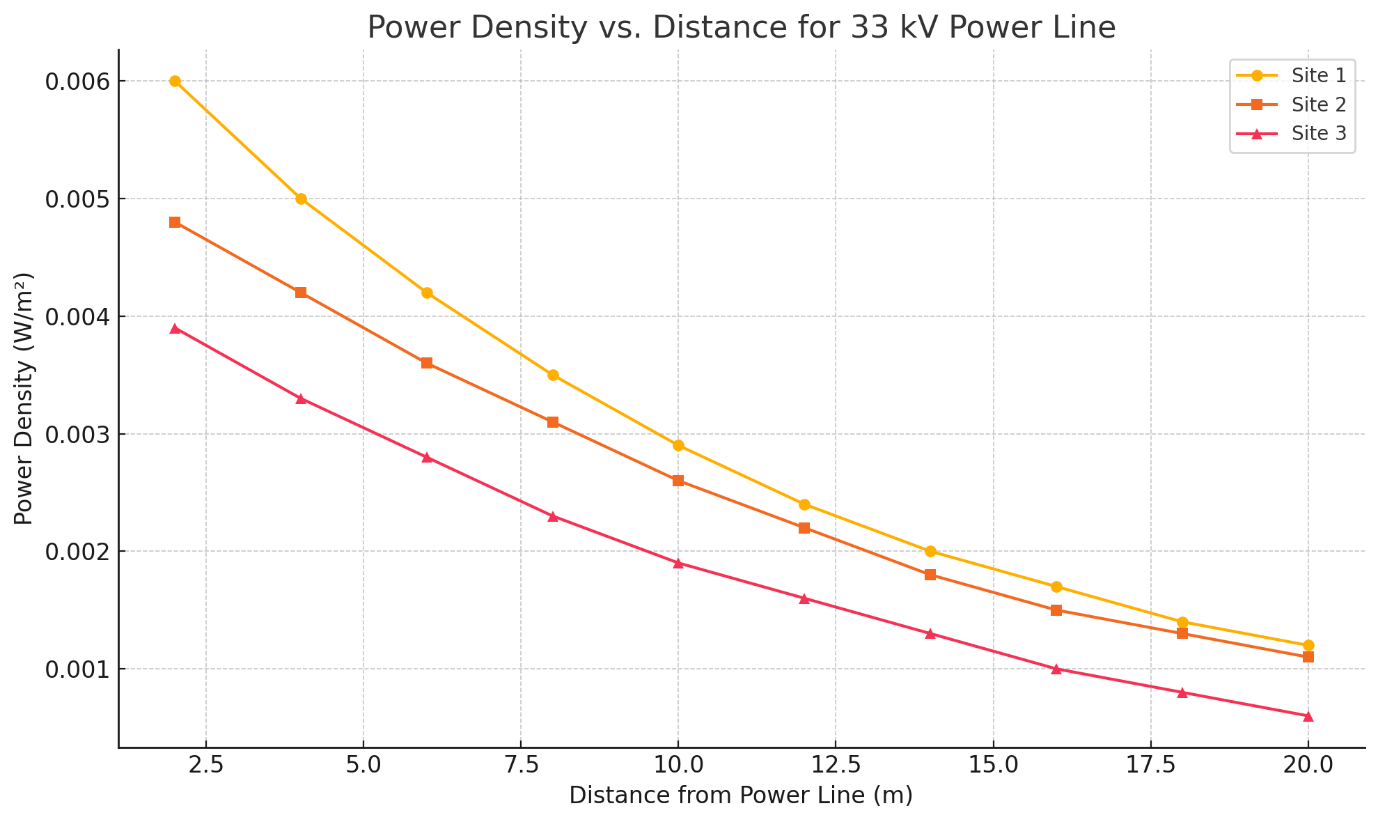 Power Density vs. Distance for 33 kV Power Line
Site 1
Site 2
Site 3
Power Density (W/m²)
0.006
0.005
0.004
0.003
0.002
0.001
2.5 5.0 7.5 10.0 12.5 15.0 17.5 20.0
Distance from Power Line (m)